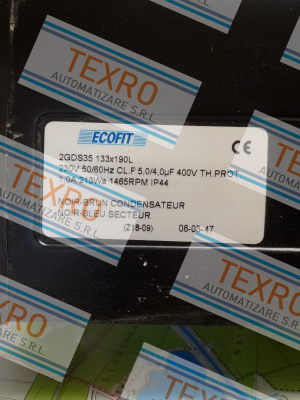 TEXRO
AUTOMATIZARE S.R.L.
TEXRO
AUTOMATIZARE S.R.L.
ECOFIT
CE
2GDS35 133x190L
230V 50/60Hz CL.F 5,0/4,0µF 400V TH.PROT.
1,0A 213Wa 1465RPM IP44
NOIR-BRUN CONDENSATEUR
NOIR-BLEU SECTEUR
(Z18-09) 06-03-47
TEXRO
AUTOMATIZARE S.R.L.
TEXRO
AUTOMATIZARE S.R.L.